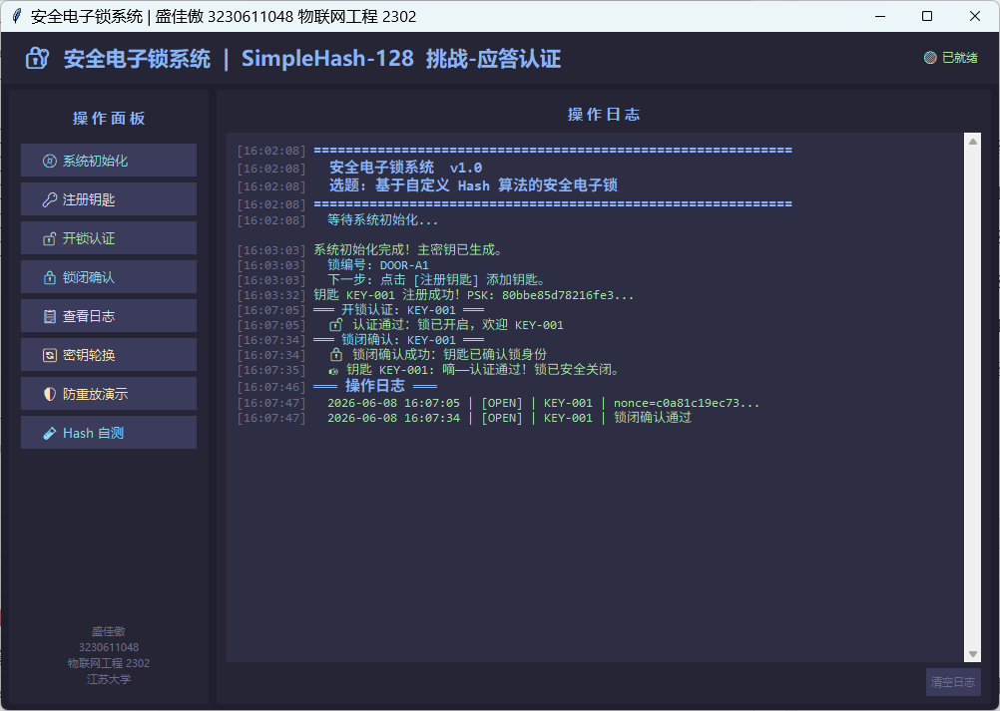 安全电子锁系统 | 盛佳傲 3230611048 物联网工程 2302
安全电子锁系统 | SimpleHash-128 挑战-应答认证
已就绪
操 作 面 板
系统初始化
注册钥匙
开锁认证
锁闭确认
查看日志
密钥轮换
防重放演示
Hash 自测
盛佳傲
3230611048
物联网工程 2302
江苏大学
操 作 日 志
[16:02:08] ============================================================
[16:02:08] 安全电子锁系统 v1.0
[16:02:08] 选题: 基于自定义 Hash 算法的安全电子锁
[16:02:08] ============================================================
[16:02:08] 等待系统初始化...
[16:03:03] 系统初始化完成! 主密钥已生成。
[16:03:03] 锁编号: DOOR-A1
[16:03:03] 下一步: 点击 [注册钥匙] 添加钥匙。
[16:03:32] 钥匙 KEY-001 注册成功! PSK: 80bbe85d78216fe3...
[16:07:05] ═══ 开锁认证: KEY-001 ═══
[16:07:05] 认证通过: 锁已开启, 欢迎 KEY-001
[16:07:34] ═══ 锁闭确认: KEY-001 ═══
[16:07:34] 锁闭确认成功: 钥匙已确认锁身份
[16:07:35] 钥匙 KEY-001: 嘀——认证通过! 锁已安全关闭。
[16:07:46] ═══ 操作日志 ═══
[16:07:47] 2026-06-08 16:07:05 | [OPEN] | KEY-001 | nonce=c0a81c19ec73...
[16:07:47] 2026-06-08 16:07:34 | [OPEN] | KEY-001 | 锁闭确认通过
清空日志